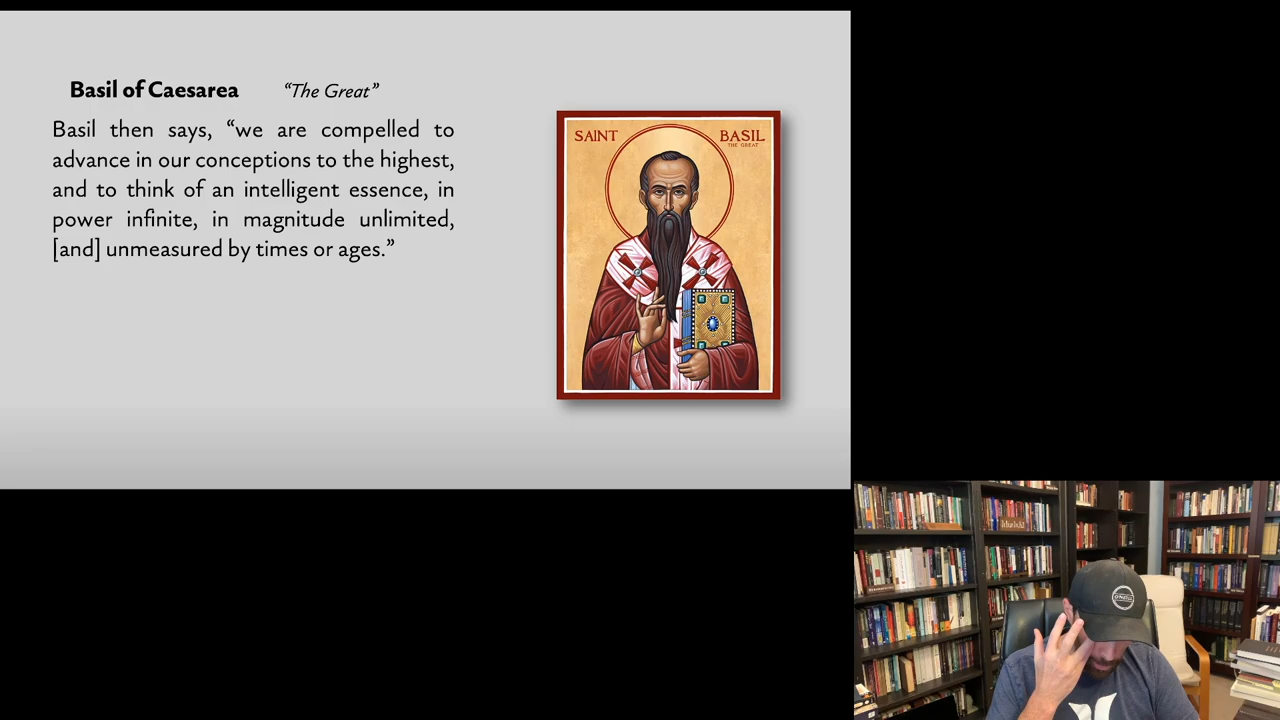 Basil of Caesarea “The Great”
Basil then says, “we are compelled to
advance in our conceptions to the highest,
and to think of an intelligent essence, in
power infinite, in magnitude unlimited,
[and] unmeasured by times or ages.”
SAINT BASIL
THE GREAT
O'NEILL